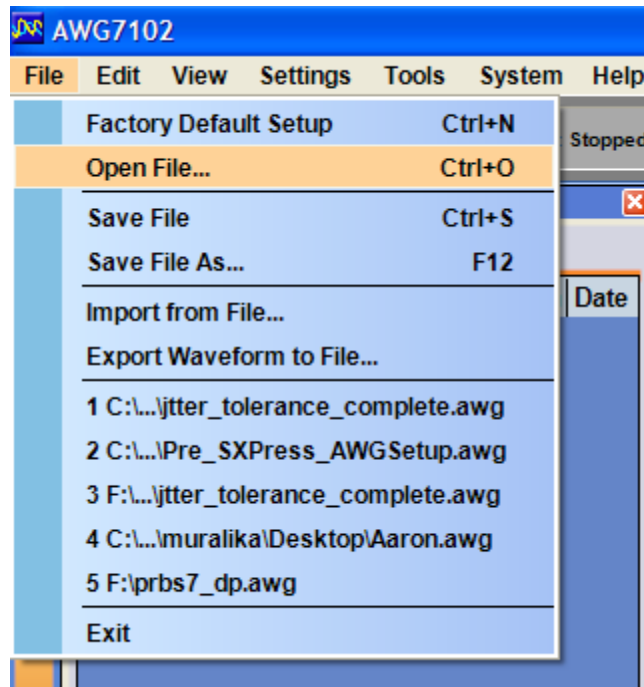 AWG7102
File Edit View Settings Tools System Help
Factory Default Setup Ctrl+N
Stopped
Open File... Ctrl+O
Save File Ctrl+S
Save File As... F12
Date
Import from File...
Export Waveform to File...
1 C:\...\jtter_tolerance_complete.awg
2 C:\...\Pre_SXPress_AWGSetup.awg
3 F:\...\jtter_tolerance_complete.awg
4 C:\...\muralika\Desktop\Aaron.awg
5 F:\prbs7_dp.awg
Exit